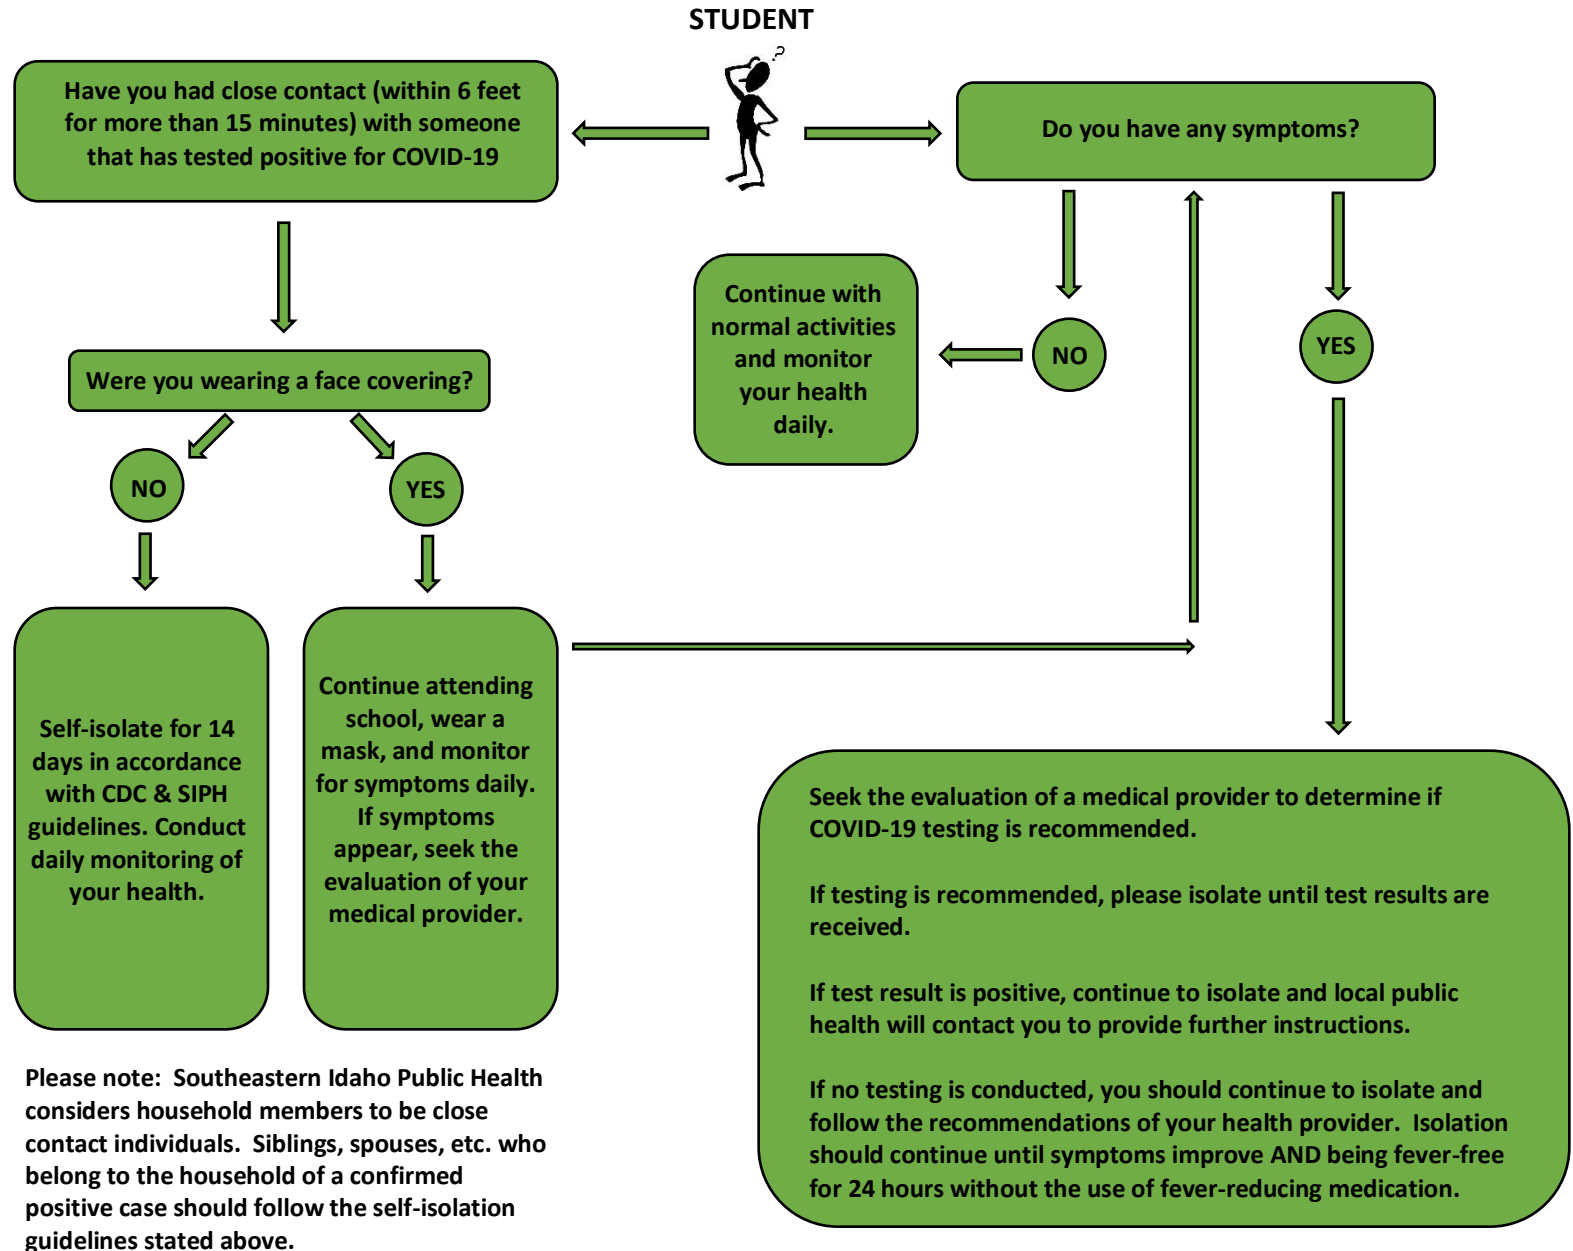 STUDENT
?
Have you had close contact (within 6 feet
for more than 15 minutes) with someone
that has tested positive for COVID-19
Do you have any symptoms?
Continue with
normal activities
and monitor
your health
daily.
NO
YES
Were you wearing a face covering?
NO
YES
Self-isolate for 14
days in accordance
with CDC & SIPH
guidelines. Conduct
daily monitoring of
your health.
Continue attending
school, wear a
mask, and monitor
for symptoms daily.
If symptoms
appear, seek the
evaluation of your
medical provider.
Seek the evaluation of a medical provider to determine if
COVID-19 testing is recommended.
If testing is recommended, please isolate until test results are
received.
If test result is positive, continue to isolate and local public
health will contact you to provide further instructions.
If no testing is conducted, you should continue to isolate and
follow the recommendations of your health provider.  Isolation
should continue until symptoms improve AND being fever-free
for 24 hours without the use of fever-reducing medication.
Please note:  Southeastern Idaho Public Health
considers household members to be close
contact individuals.  Siblings, spouses, etc. who
belong to the household of a confirmed
positive case should follow the self-isolation
guidelines stated above.